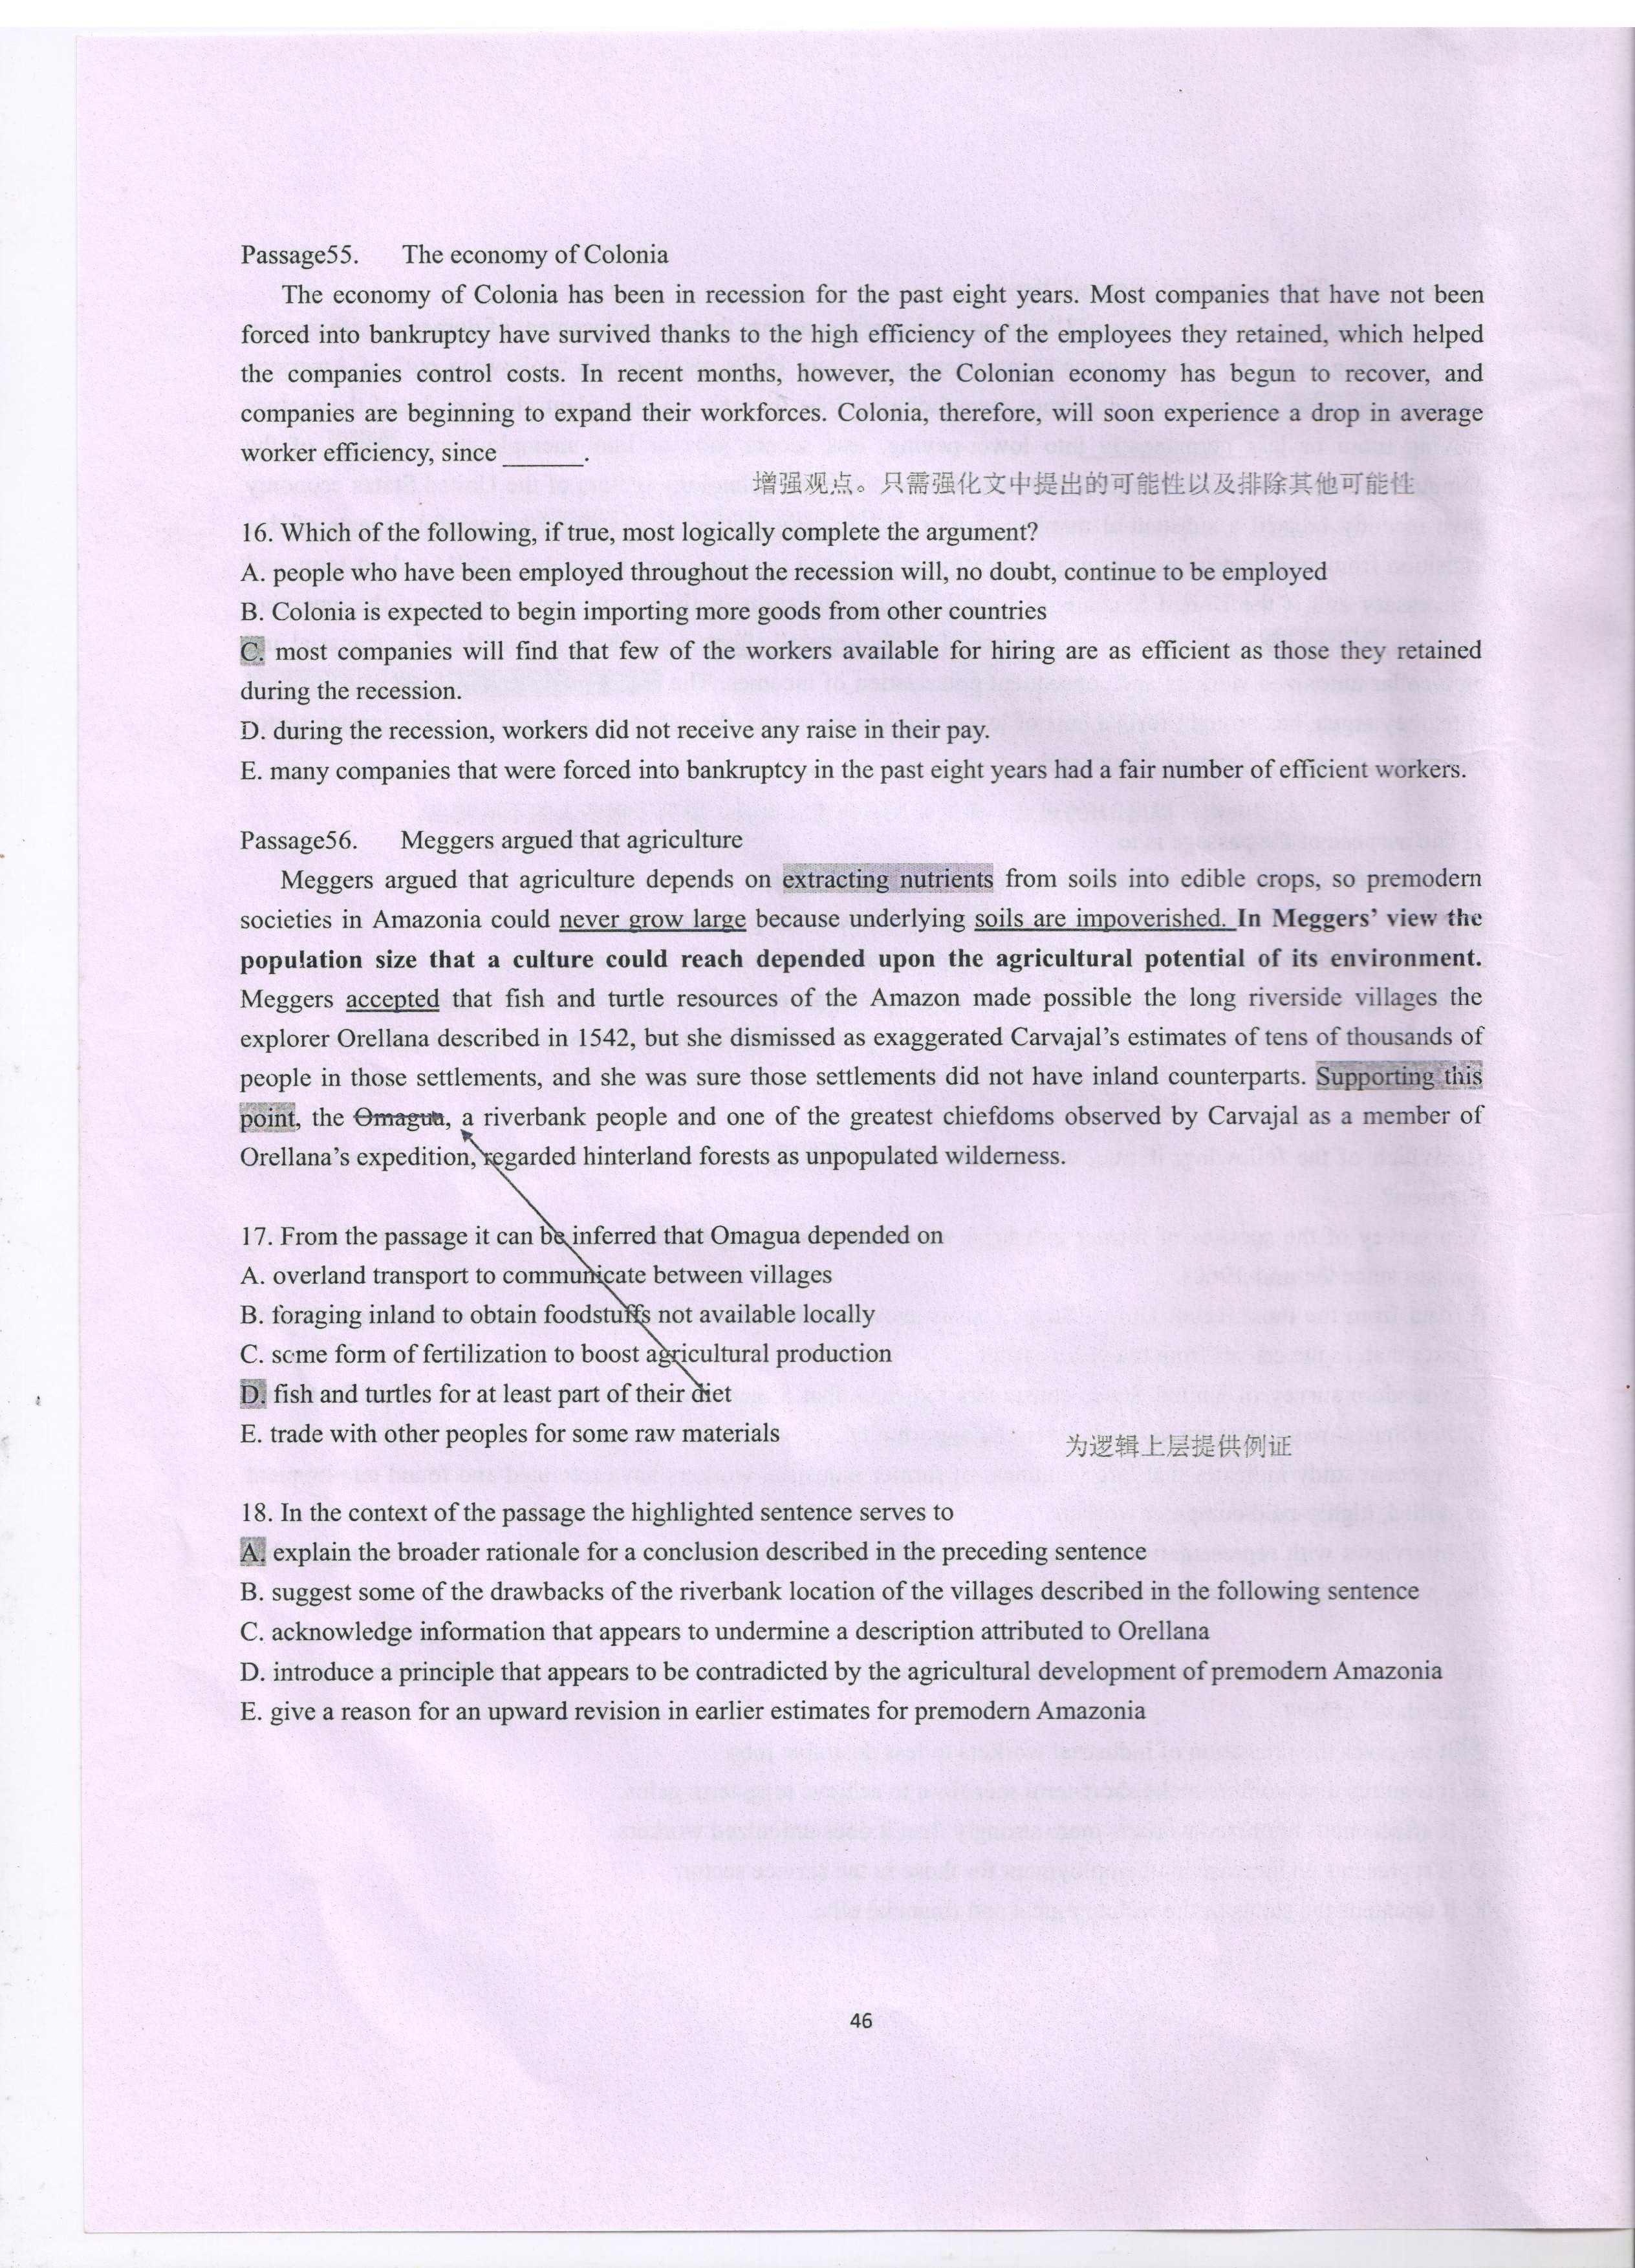 Passage55. The economy of Colonia
The economy of Colonia has been in recession for the past eight years. Most companies that have not been
forced into bankruptcy have survived thanks to the high efficiency of the employees they retained, which helped
the companies control costs. In recent months, however, the Colonian economy has begun to recover, and
companies are beginning to expand their workforces. Colonia, therefore, will soon experience a drop in average
worker efficiency, since ______.
增强观点。只需强化文中提出的可能性以及排除其他可能性
16. Which of the following, if true, most logically complete the argument?
A. people who have been employed throughout the recession will, no doubt, continue to be employed
B. Colonia is expected to begin importing more goods from other countries
C. most companies will find that few of the workers available for hiring are as efficient as those they retained
during the recession.
D. during the recession, workers did not receive any raise in their pay.
E. many companies that were forced into bankruptcy in the past eight years had a fair number of efficient workers.
Passage56. Meggers argued that agriculture
Meggers argued that agriculture depends on extracting nutrients from soils into edible crops, so premodern
societies in Amazonia could never grow large because underlying soils are impoverished. In Meggers' view the
population size that a culture could reach depended upon the agricultural potential of its environment.
Meggers accepted that fish and turtle resources of the Amazon made possible the long riverside villages the
explorer Orellana described in 1542, but she dismissed as exaggerated Carvajal's estimates of tens of thousands of
people in those settlements, and she was sure those settlements did not have inland counterparts. Supporting this
point, the Omagua, a riverbank people and one of the greatest chiefdoms observed by Carvajal as a member of
Orellana's expedition, regarded hinterland forests as unpopulated wilderness.
17. From the passage it can be inferred that Omagua depended on
A. overland transport to communicate between villages
B. foraging inland to obtain foodstuffs not available locally
C. some form of fertilization to boost agricultural production
D. fish and turtles for at least part of their diet
E. trade with other peoples for some raw materials
为逻辑上层提供例证
18. In the context of the passage the highlighted sentence serves to
A. explain the broader rationale for a conclusion described in the preceding sentence
B. suggest some of the drawbacks of the riverbank location of the villages described in the following sentence
C. acknowledge information that appears to undermine a description attributed to Orellana
D. introduce a principle that appears to be contradicted by the agricultural development of premodern Amazonia
E. give a reason for an upward revision in earlier estimates for premodern Amazonia
46